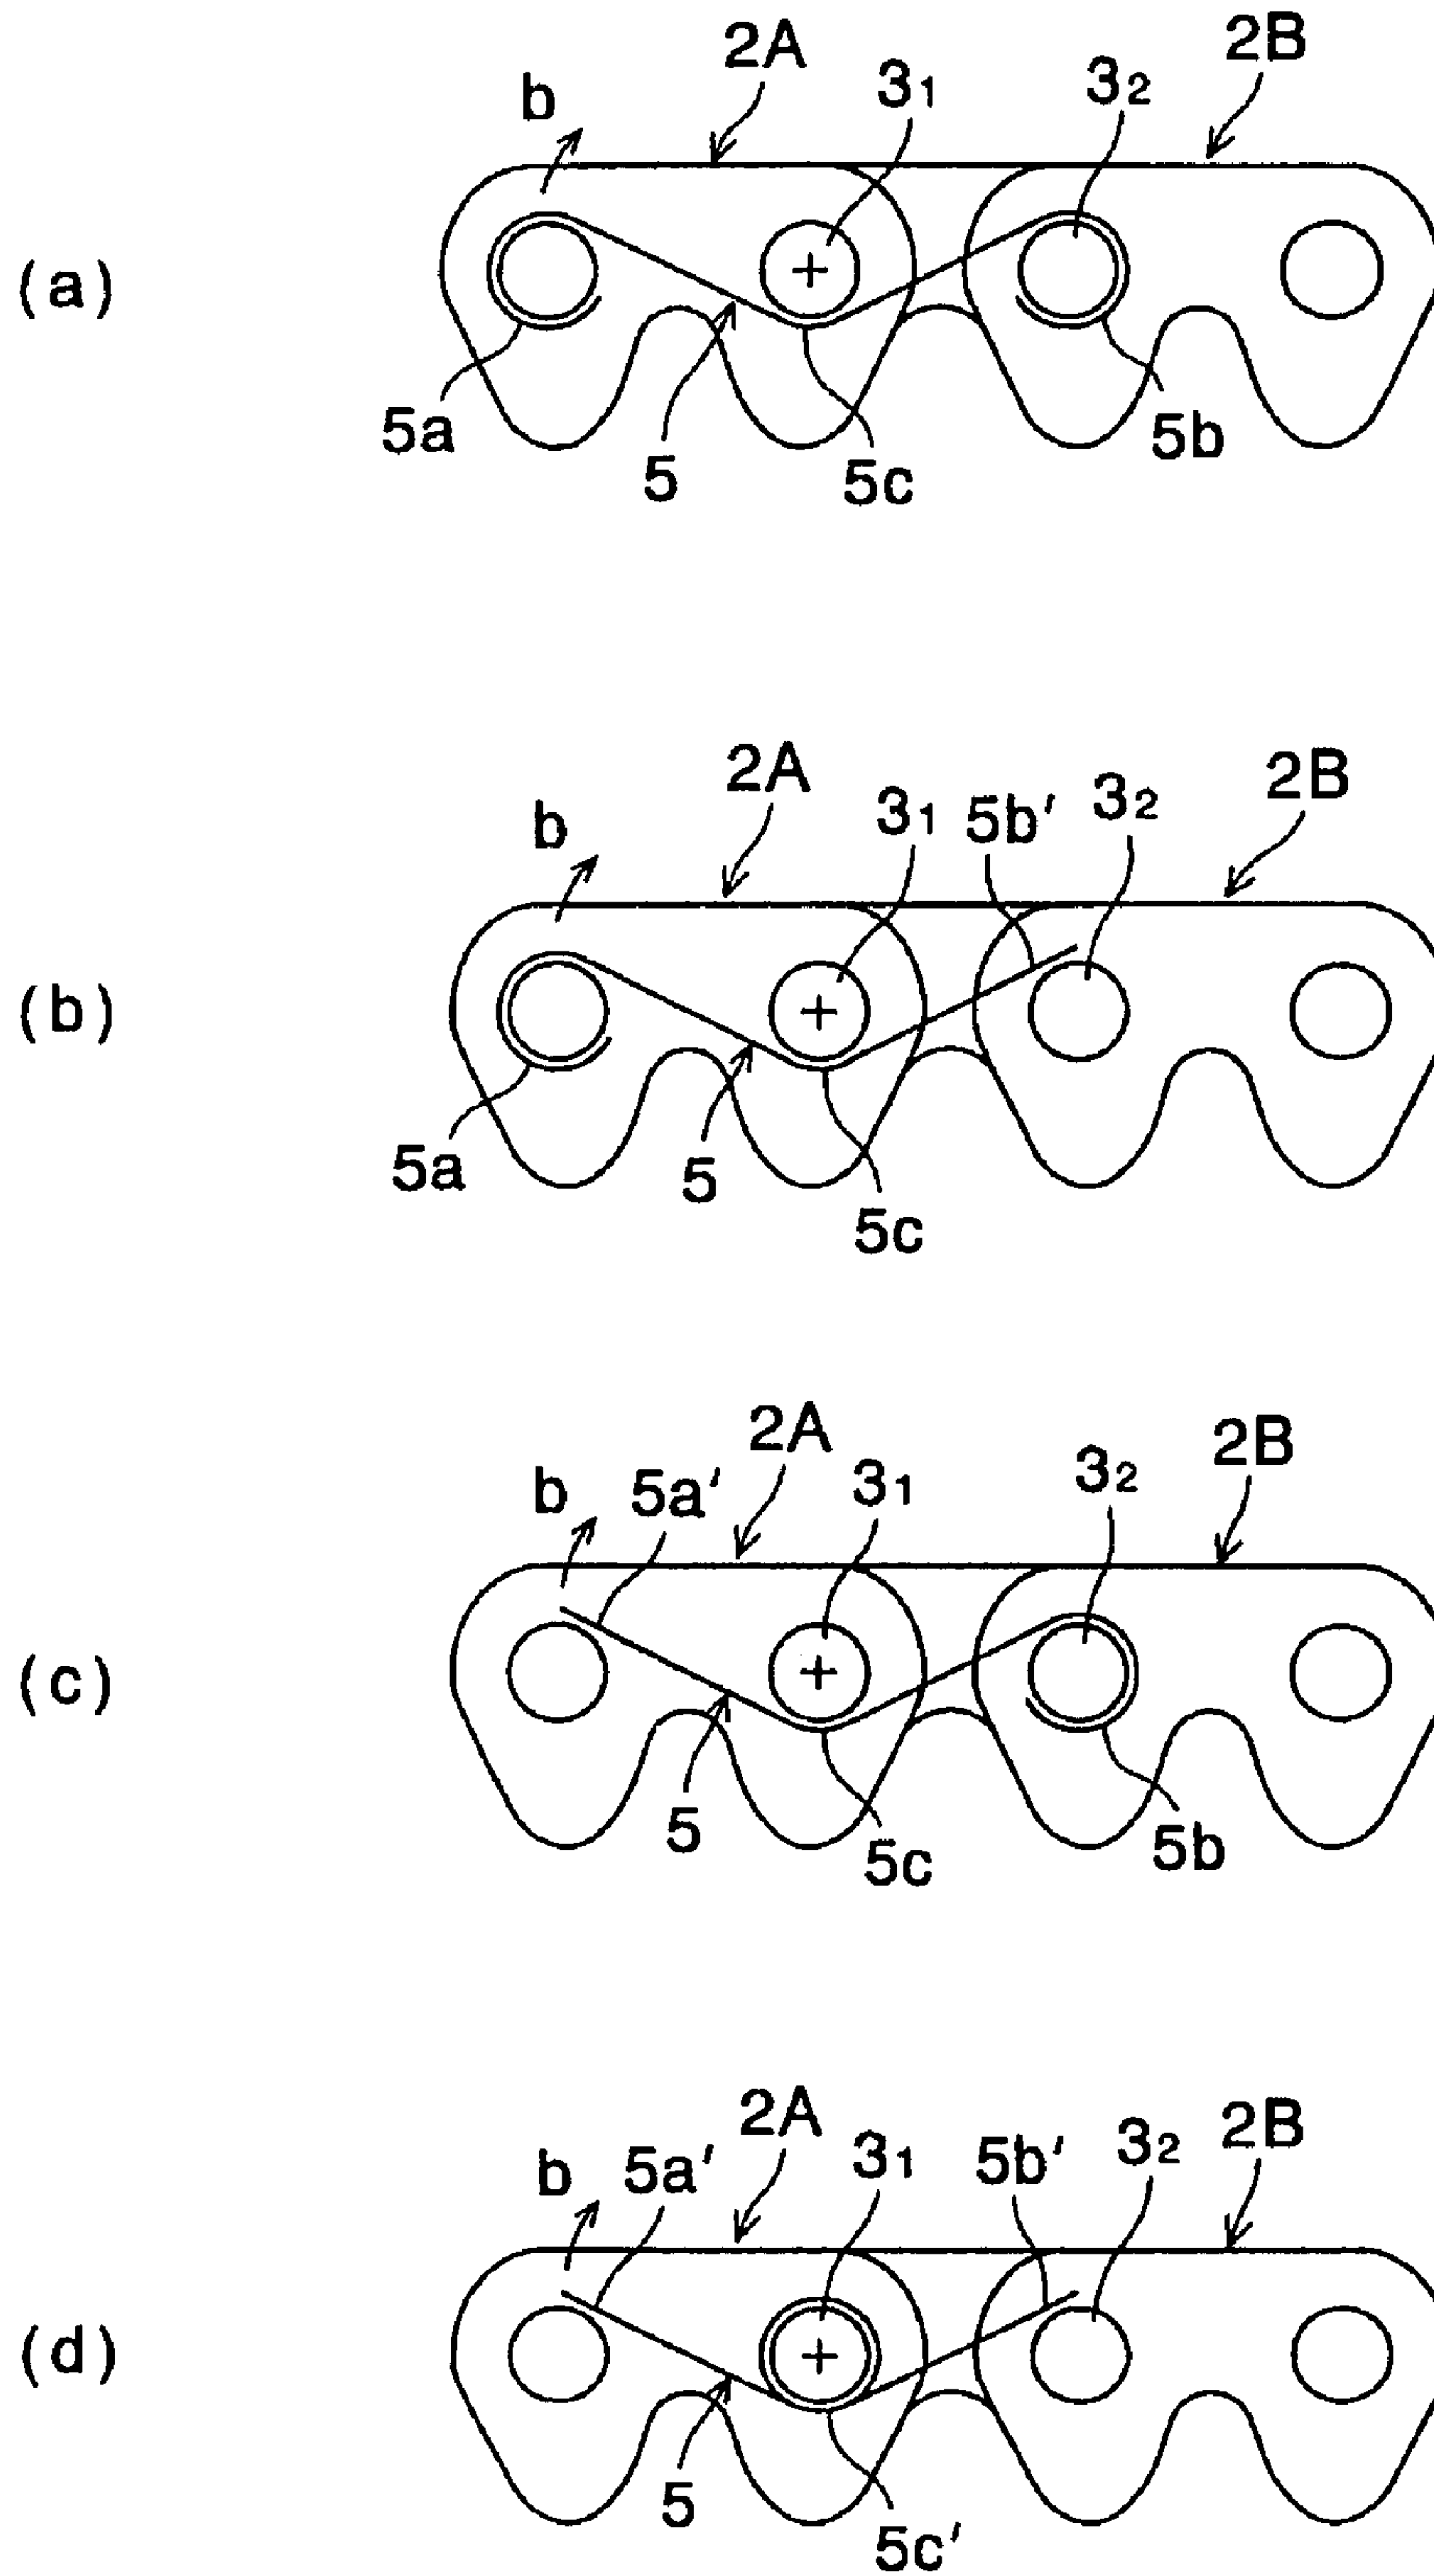 2A 2B
b 3₁ 3₂
(a)
5a 5 5c 5b
2A 2B
b 3₁ 5b′ 3₂
(b)
5a 5 5c
2A 2B
b 5a′ 3₁ 3₂
(c)
5 5c 5b
2A 2B
b 5a′ 3₁ 5b′ 3₂
(d)
5 5c′